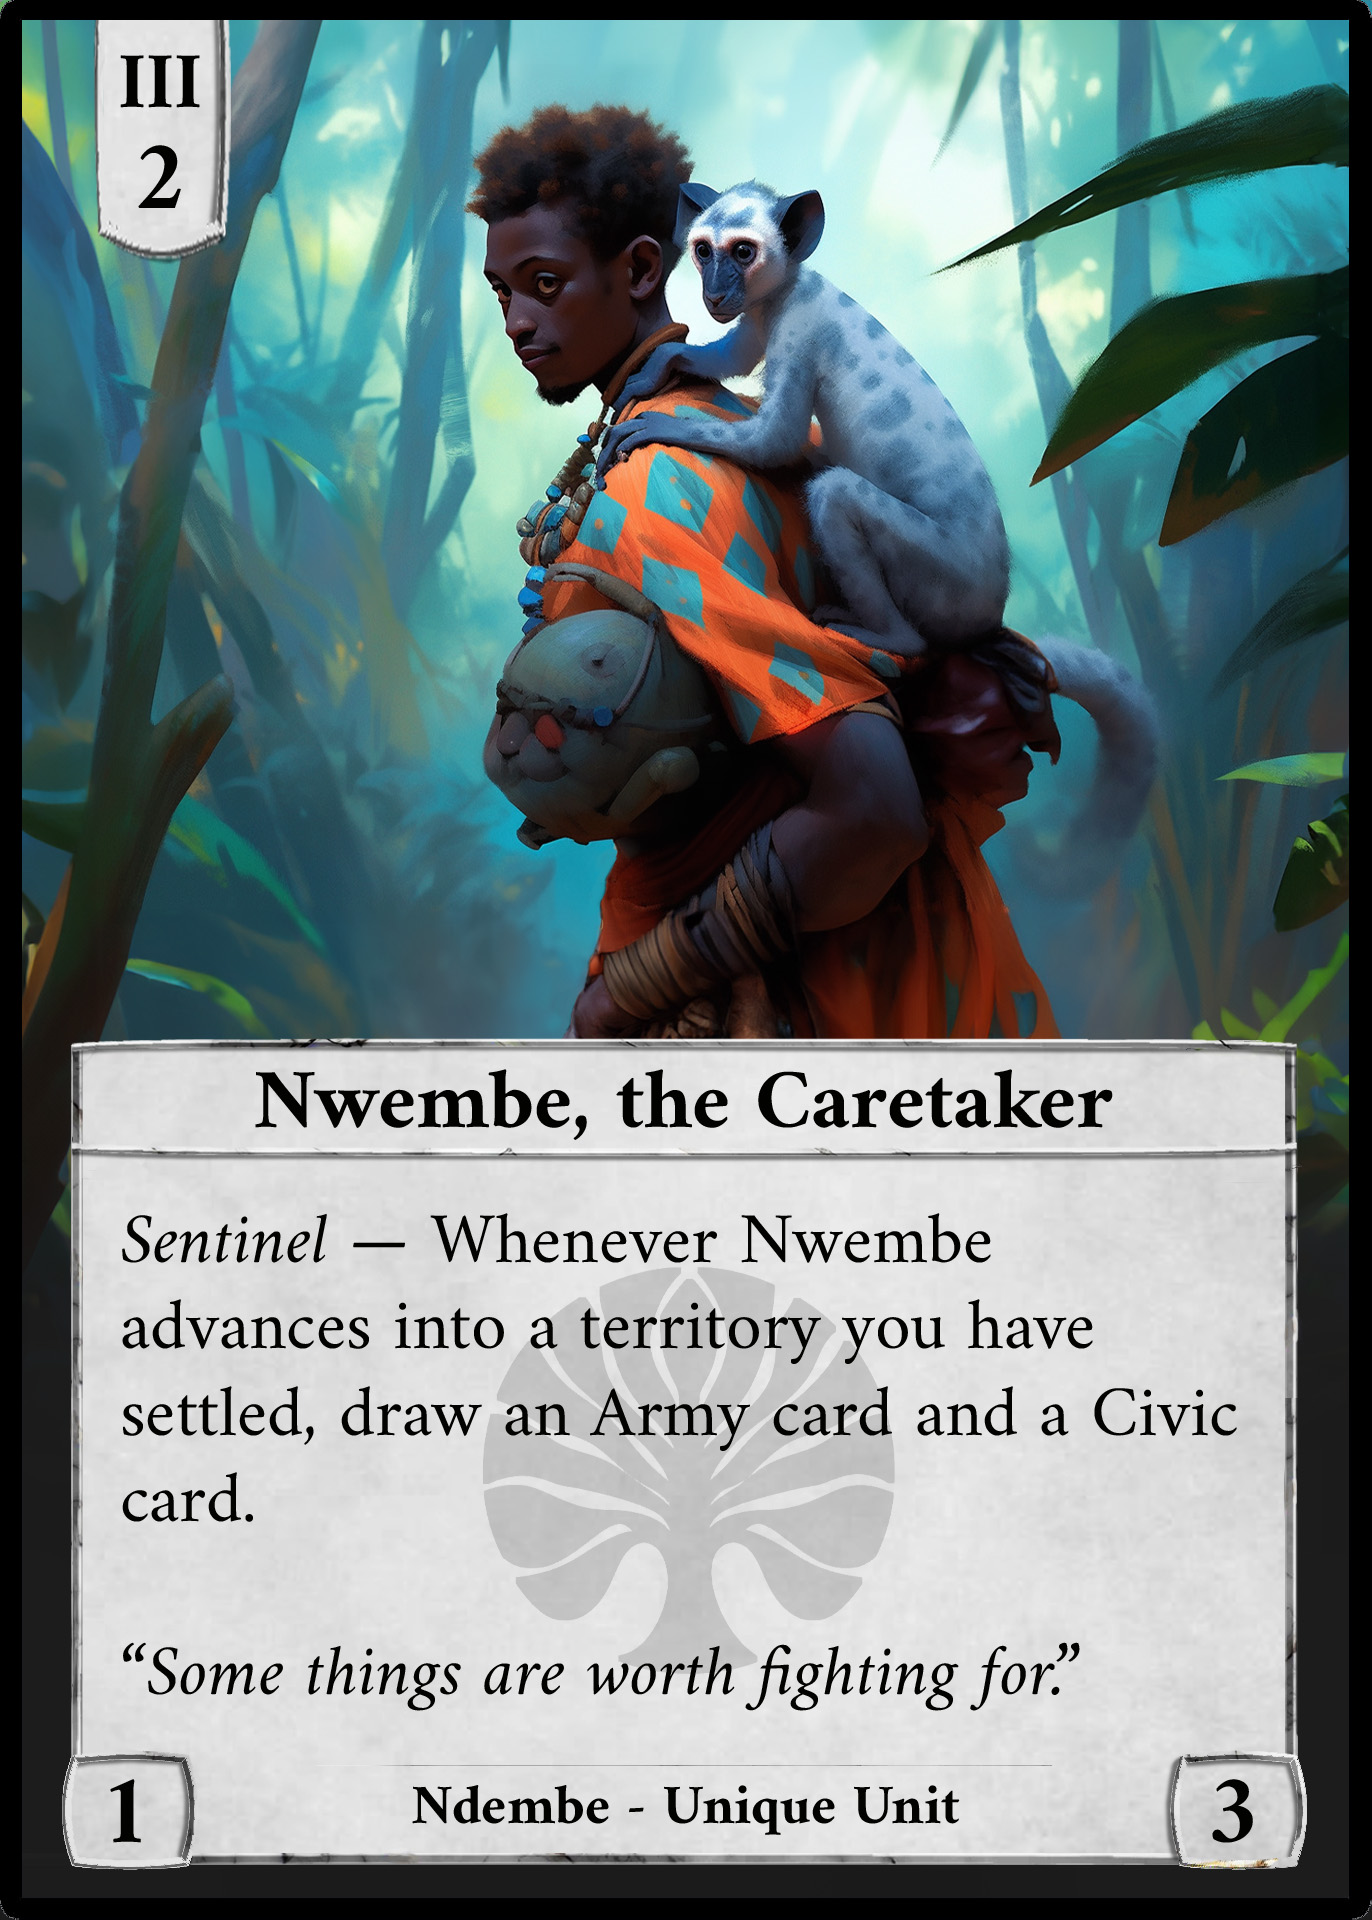 III
2
Nwembe, the Caretaker
Sentinel — Whenever Nwembe
advances into a territory you have
settled, draw an Army card and a Civic
card.
“Some things are worth fighting for.”
1
Ndembe - Unique Unit
3